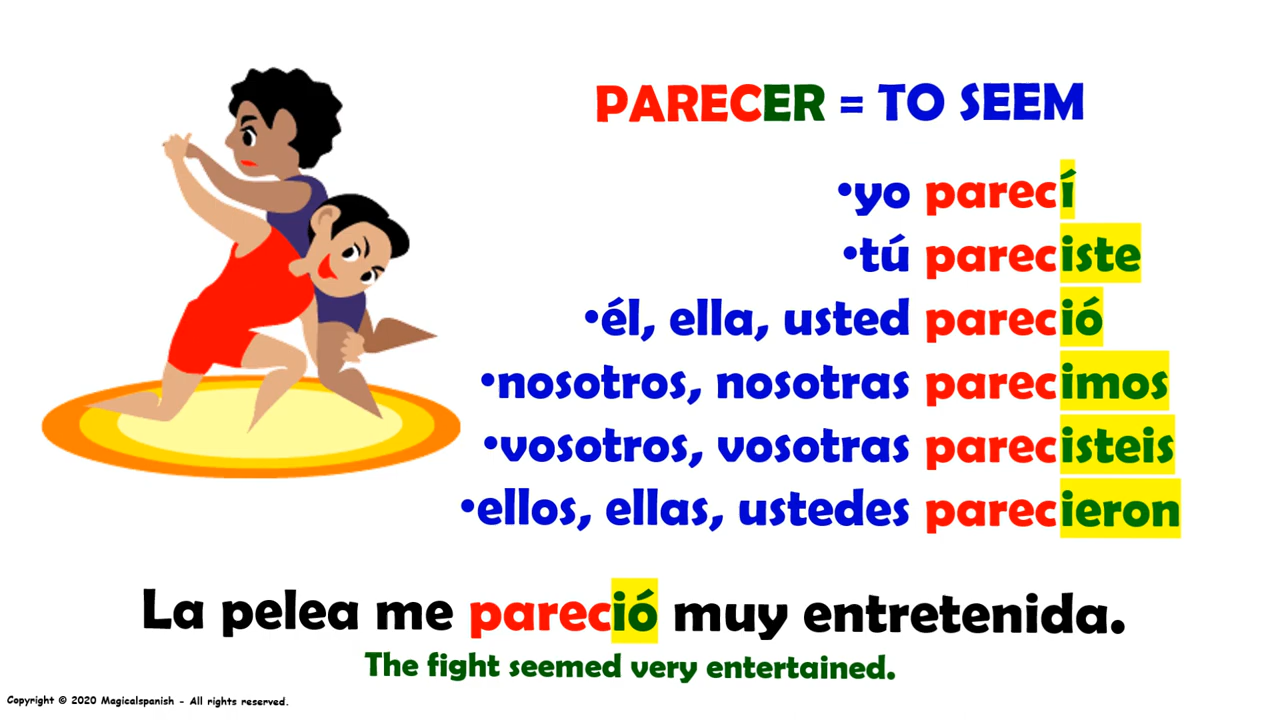 PARECER = TO SEEM
•yo parecí
•tú pareciste
•él, ella, usted pareció
•nosotros, nosotras parecimos
•vosotros, vosotras parecisteis
•ellos, ellas, ustedes parecieron
La pelea me pareció muy entretenida.
The fight seemed very entertained.
Copyright © 2020 Magicalspanish - All rights reserved.